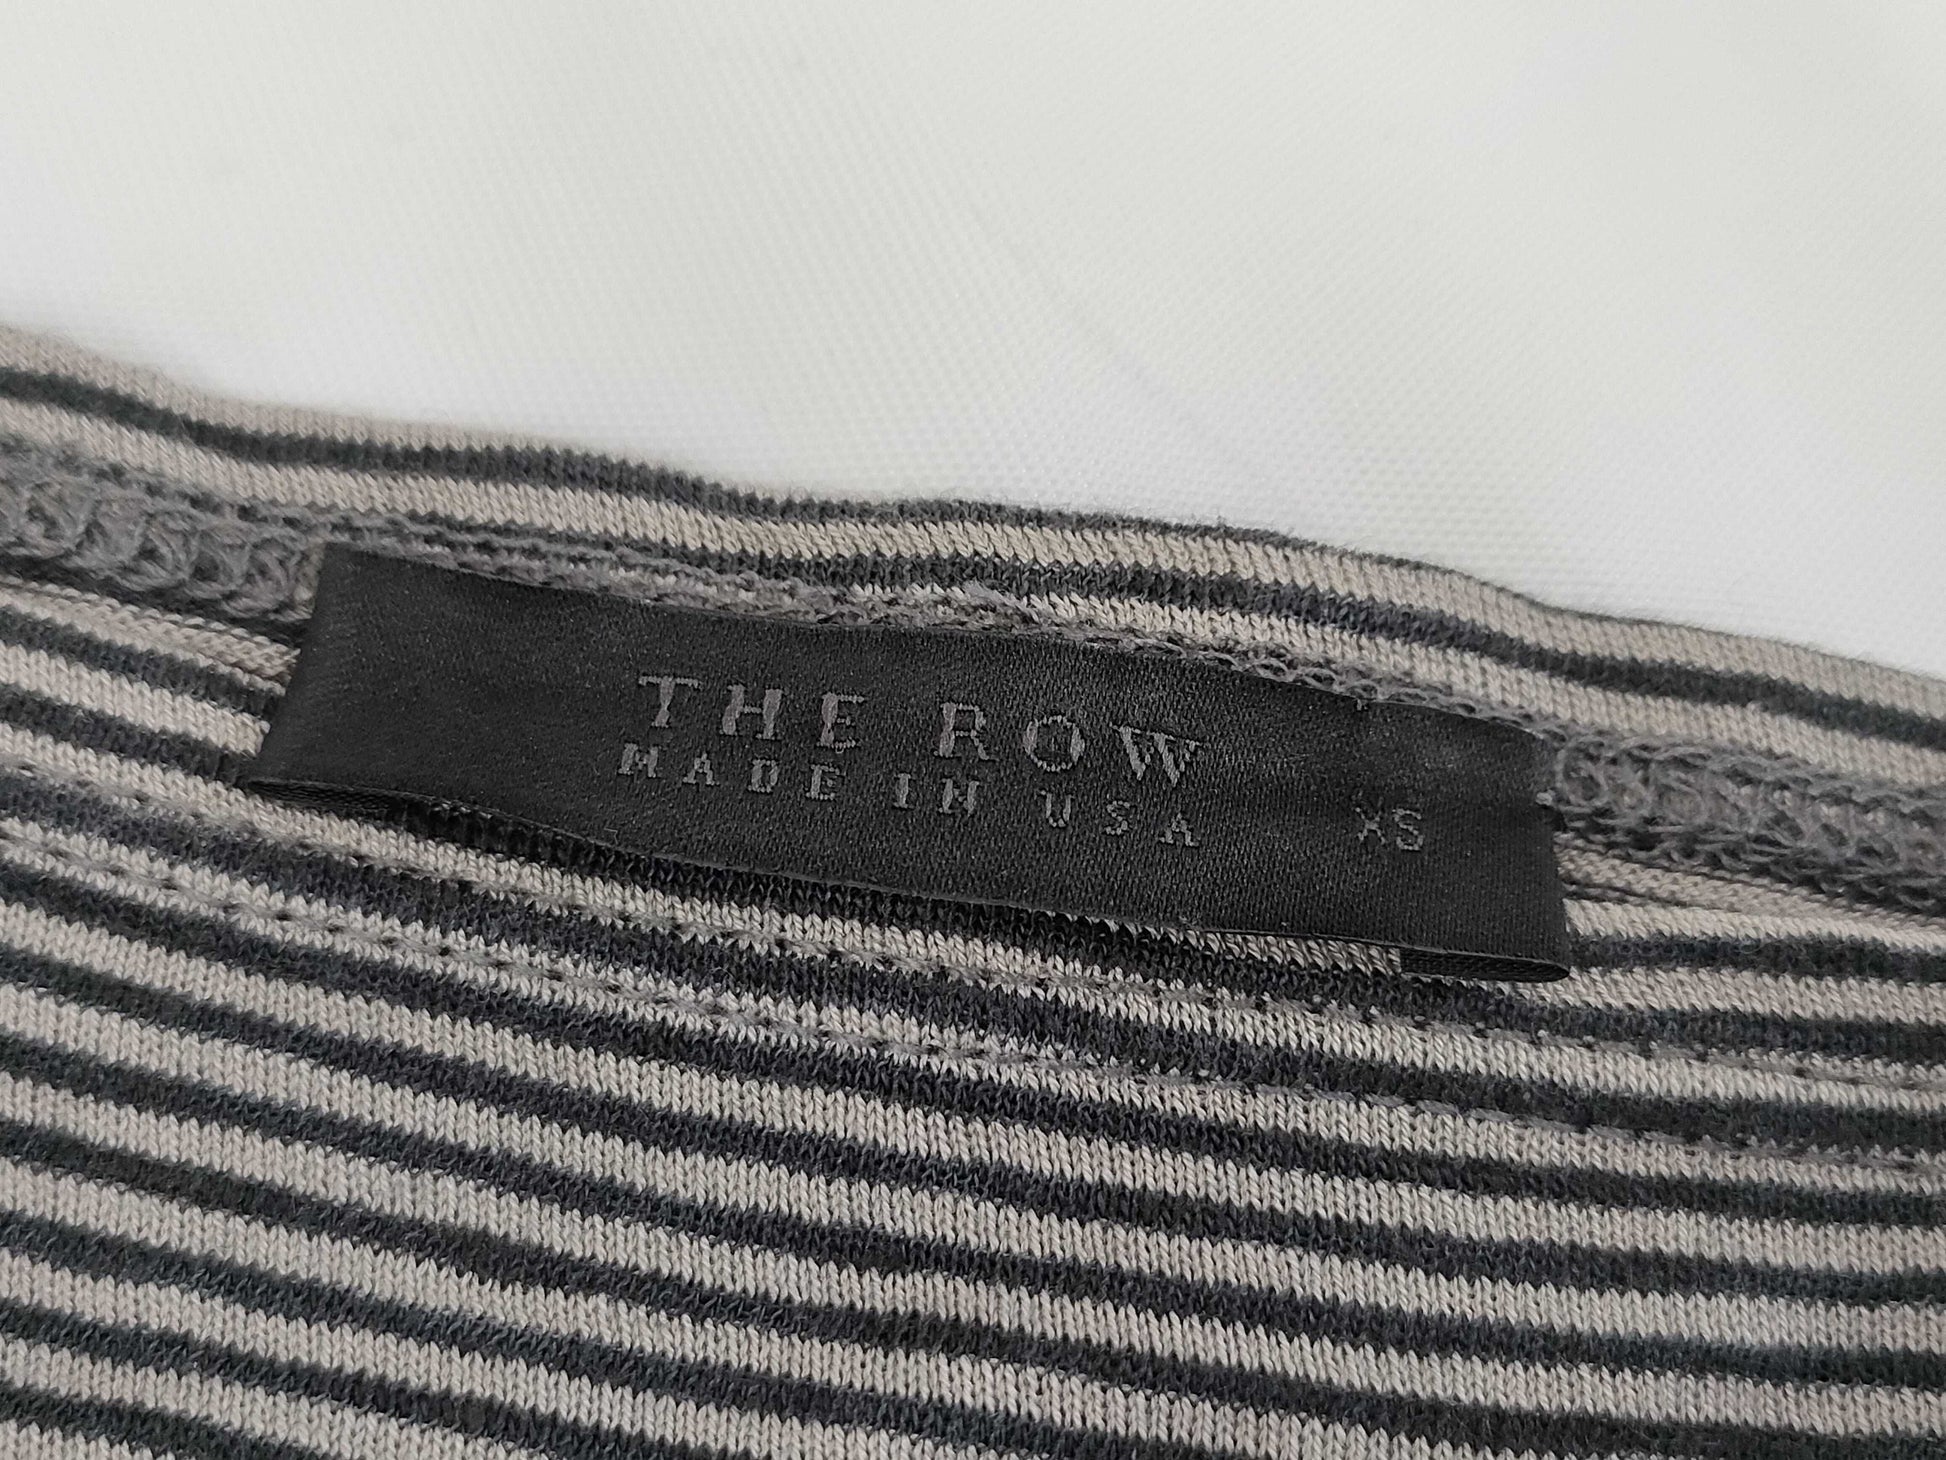 THE ROW
MADE IN USA
XS